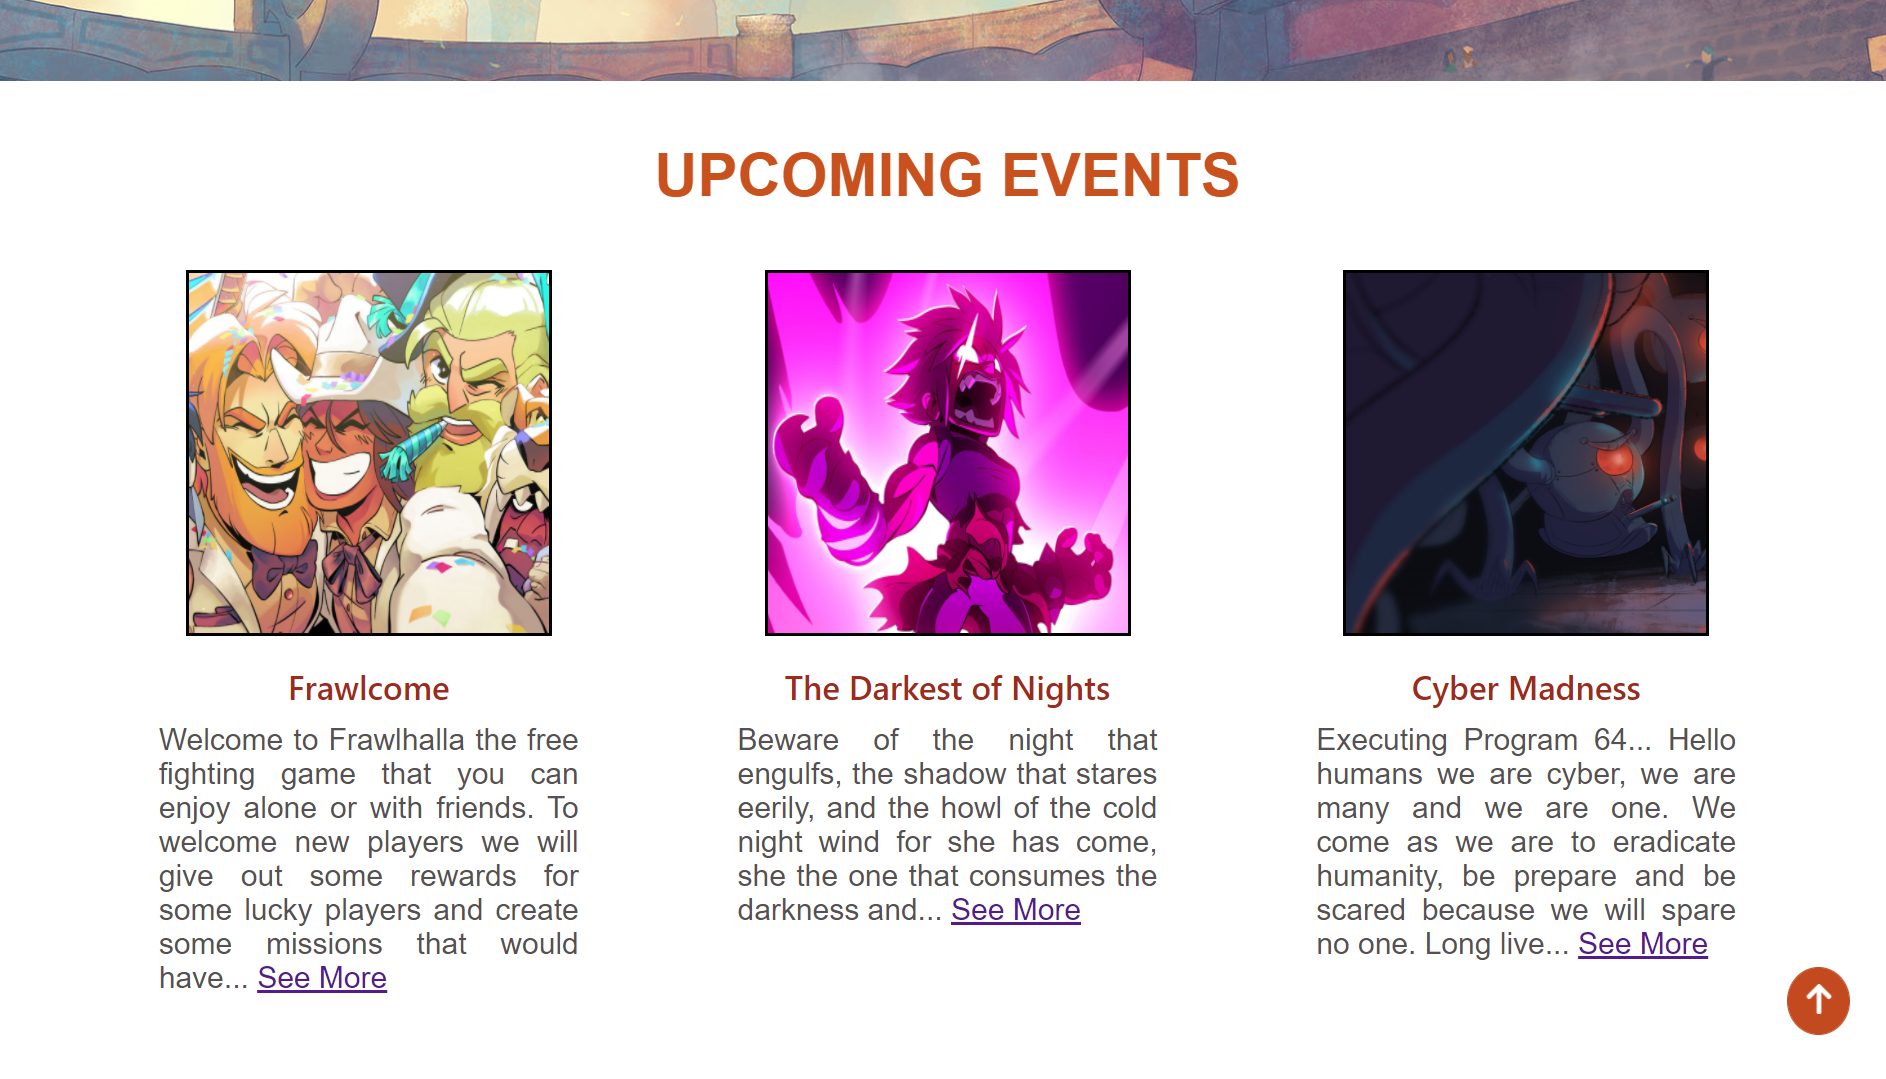 UPCOMING EVENTS
Frawlcome
Welcome to Frawlhalla the free
fighting game that you can
enjoy alone or with friends. To
welcome new players we will
give out some rewards for
some lucky players and create
some missions that would
have... See More
The Darkest of Nights
Beware of the night that
engulfs, the shadow that stares
eerily, and the howl of the cold
night wind for she has come,
she the one that consumes the
darkness and... See More
Cyber Madness
Executing Program 64... Hello
humans we are cyber, we are
many and we are one. We
come as we are to eradicate
humanity, be prepare and be
scared because we will spare
no one. Long live... See More